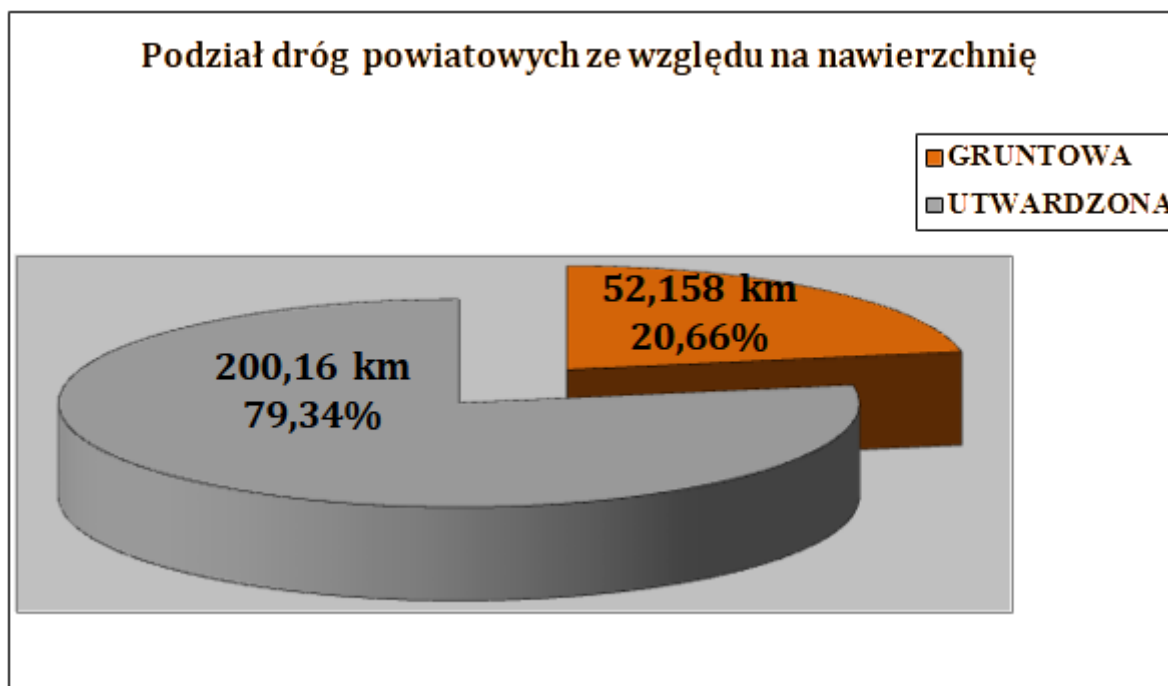 Podział dróg powiatowych ze względu na nawierzchnię
GRUNTOWA
UTWARDZONA
52,158 km
20,66%
200,16 km
79,34%